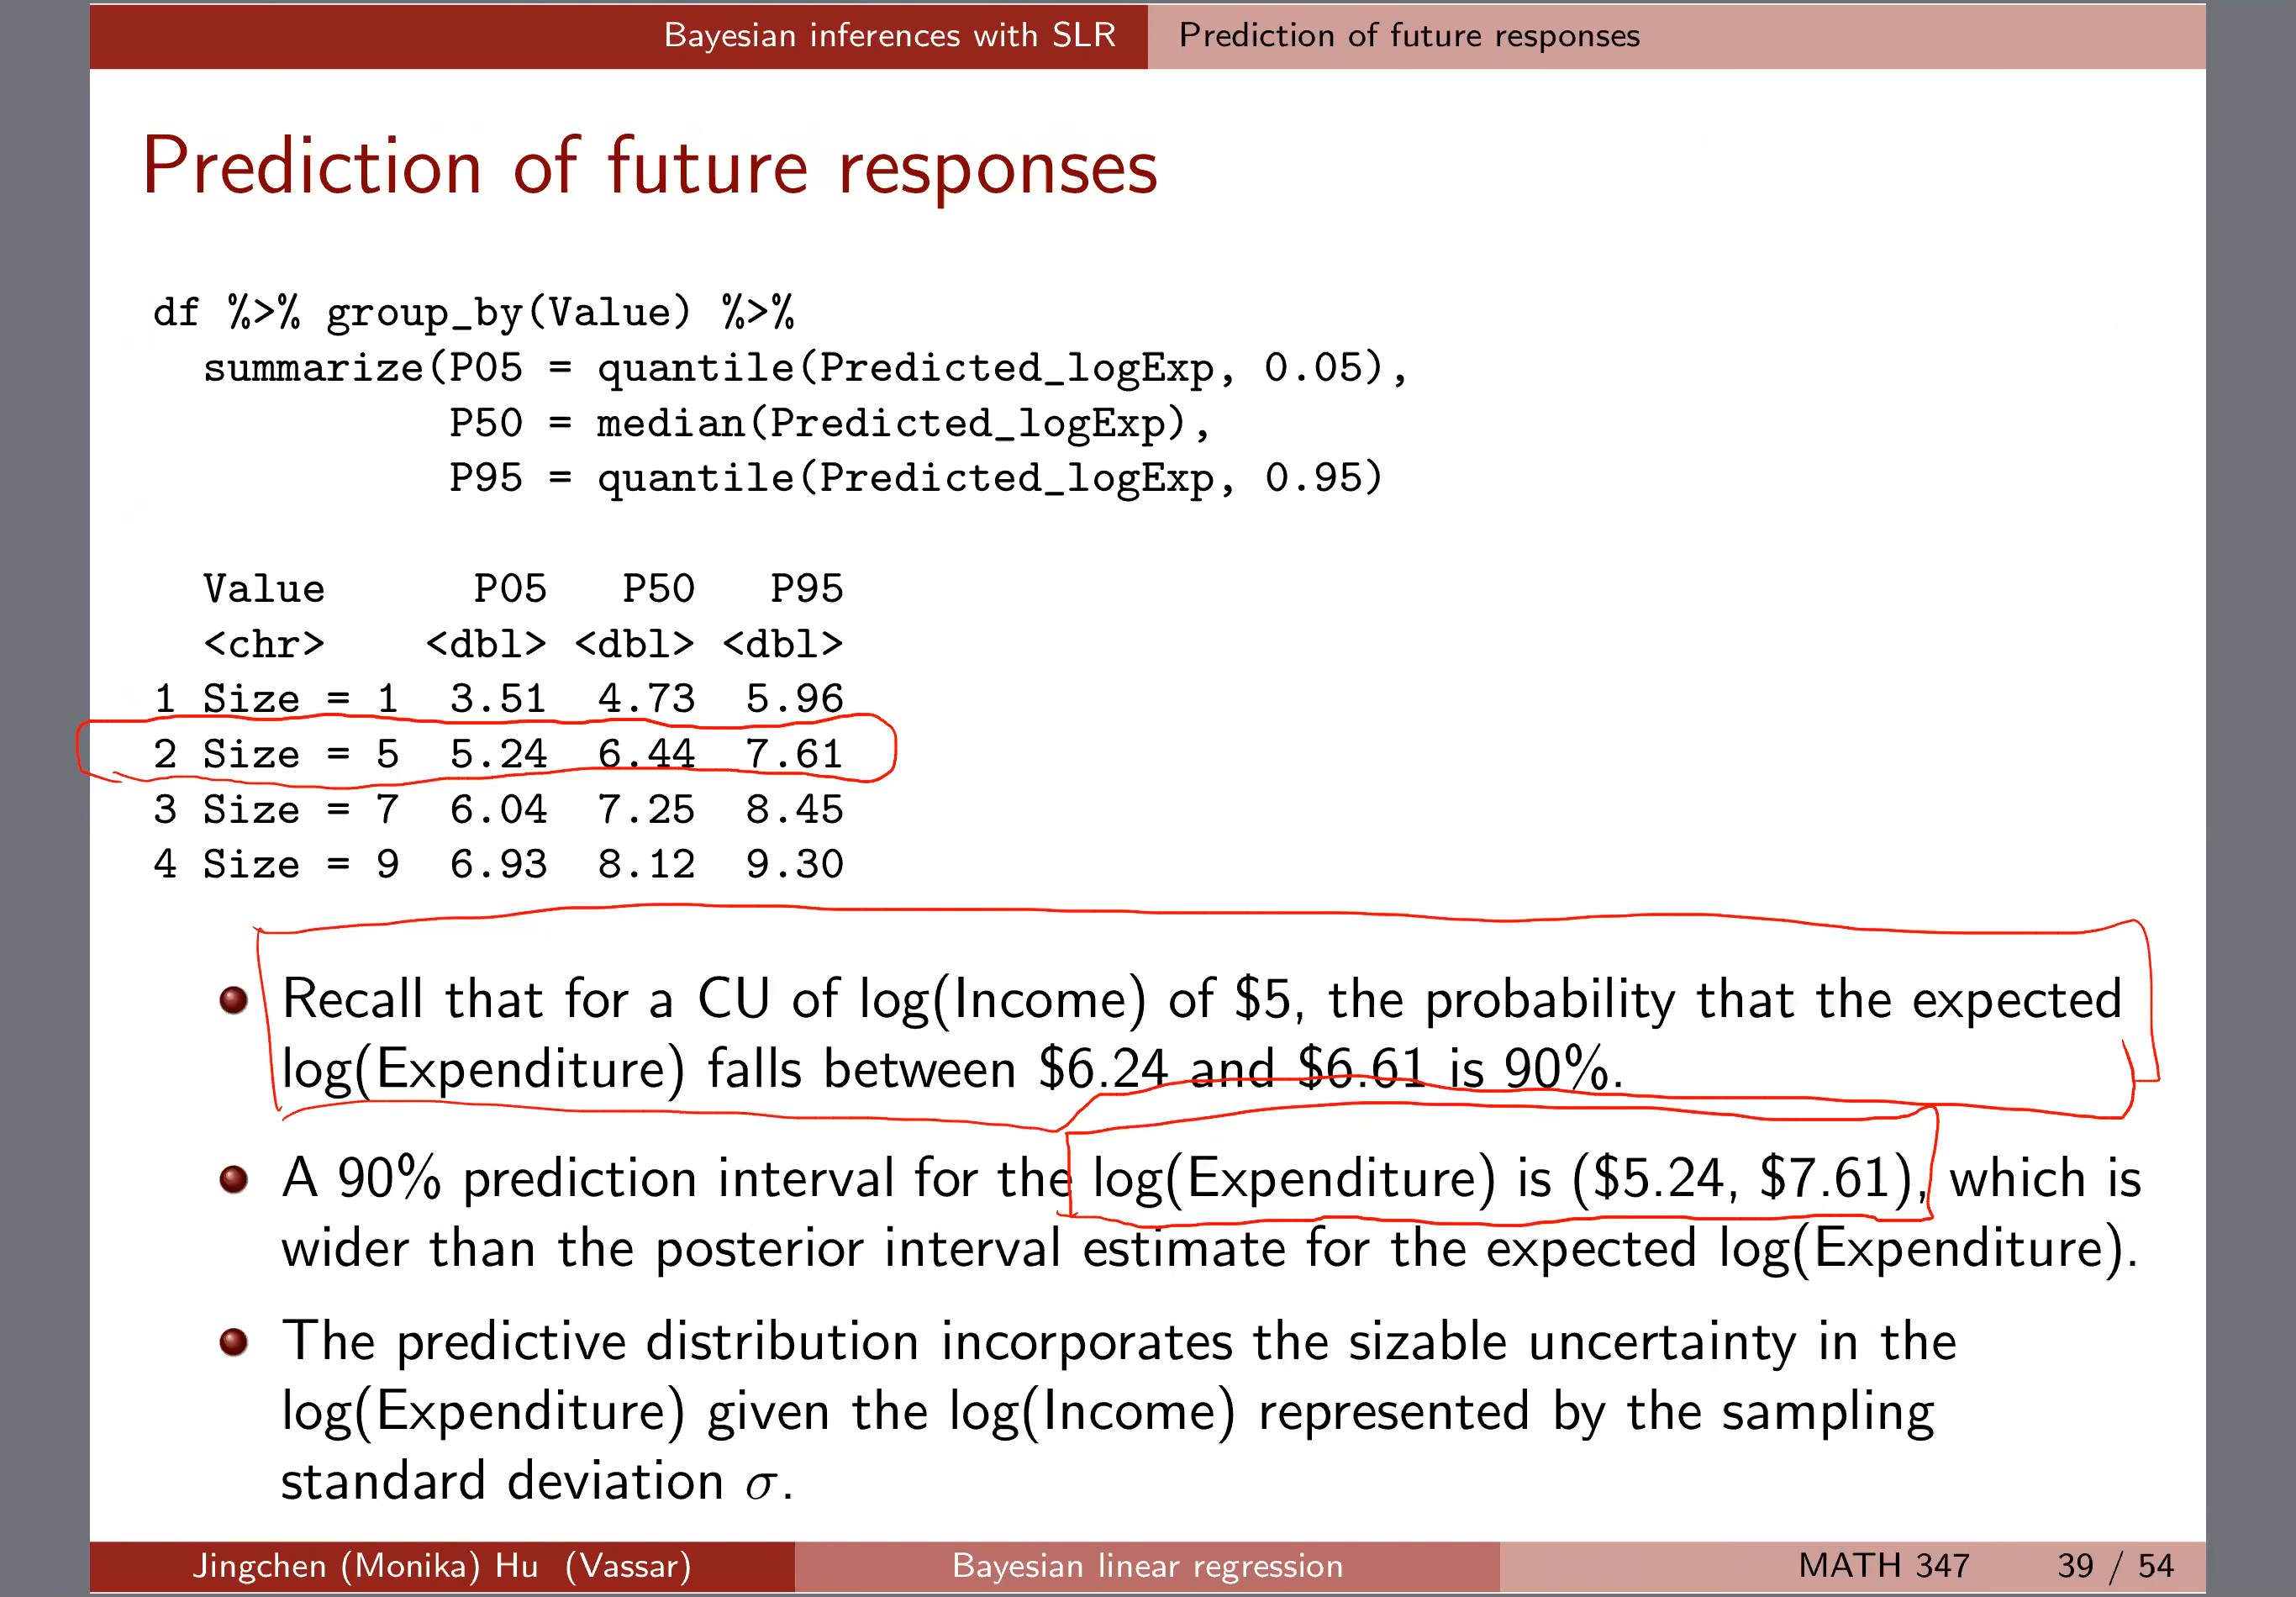 Bayesian inferences with SLR Prediction of future responses
Prediction of future responses
df %>% group_by(Value) %>%
summarize(P05 = quantile(Predicted_logExp, 0.05),
P50 = median(Predicted_logExp),
P95 = quantile(Predicted_logExp, 0.95)
Value P05 P50 P95
<chr> <dbl> <dbl> <dbl>
1 Size = 1 3.51 4.73 5.96
2 Size = 5 5.24 6.44 7.61
3 Size = 7 6.04 7.25 8.45
4 Size = 9 6.93 8.12 9.30
Recall that for a CU of log(Income) of $5, the probability that the expected
log(Expenditure) falls between $6.24 and $6.61 is 90%.
A 90% prediction interval for the log(Expenditure) is ($5.24, $7.61), which is
wider than the posterior interval estimate for the expected log(Expenditure).
The predictive distribution incorporates the sizable uncertainty in the
log(Expenditure) given the log(Income) represented by the sampling
standard deviation σ.
Jingchen (Monika) Hu (Vassar) Bayesian linear regression MATH 347 39 / 54